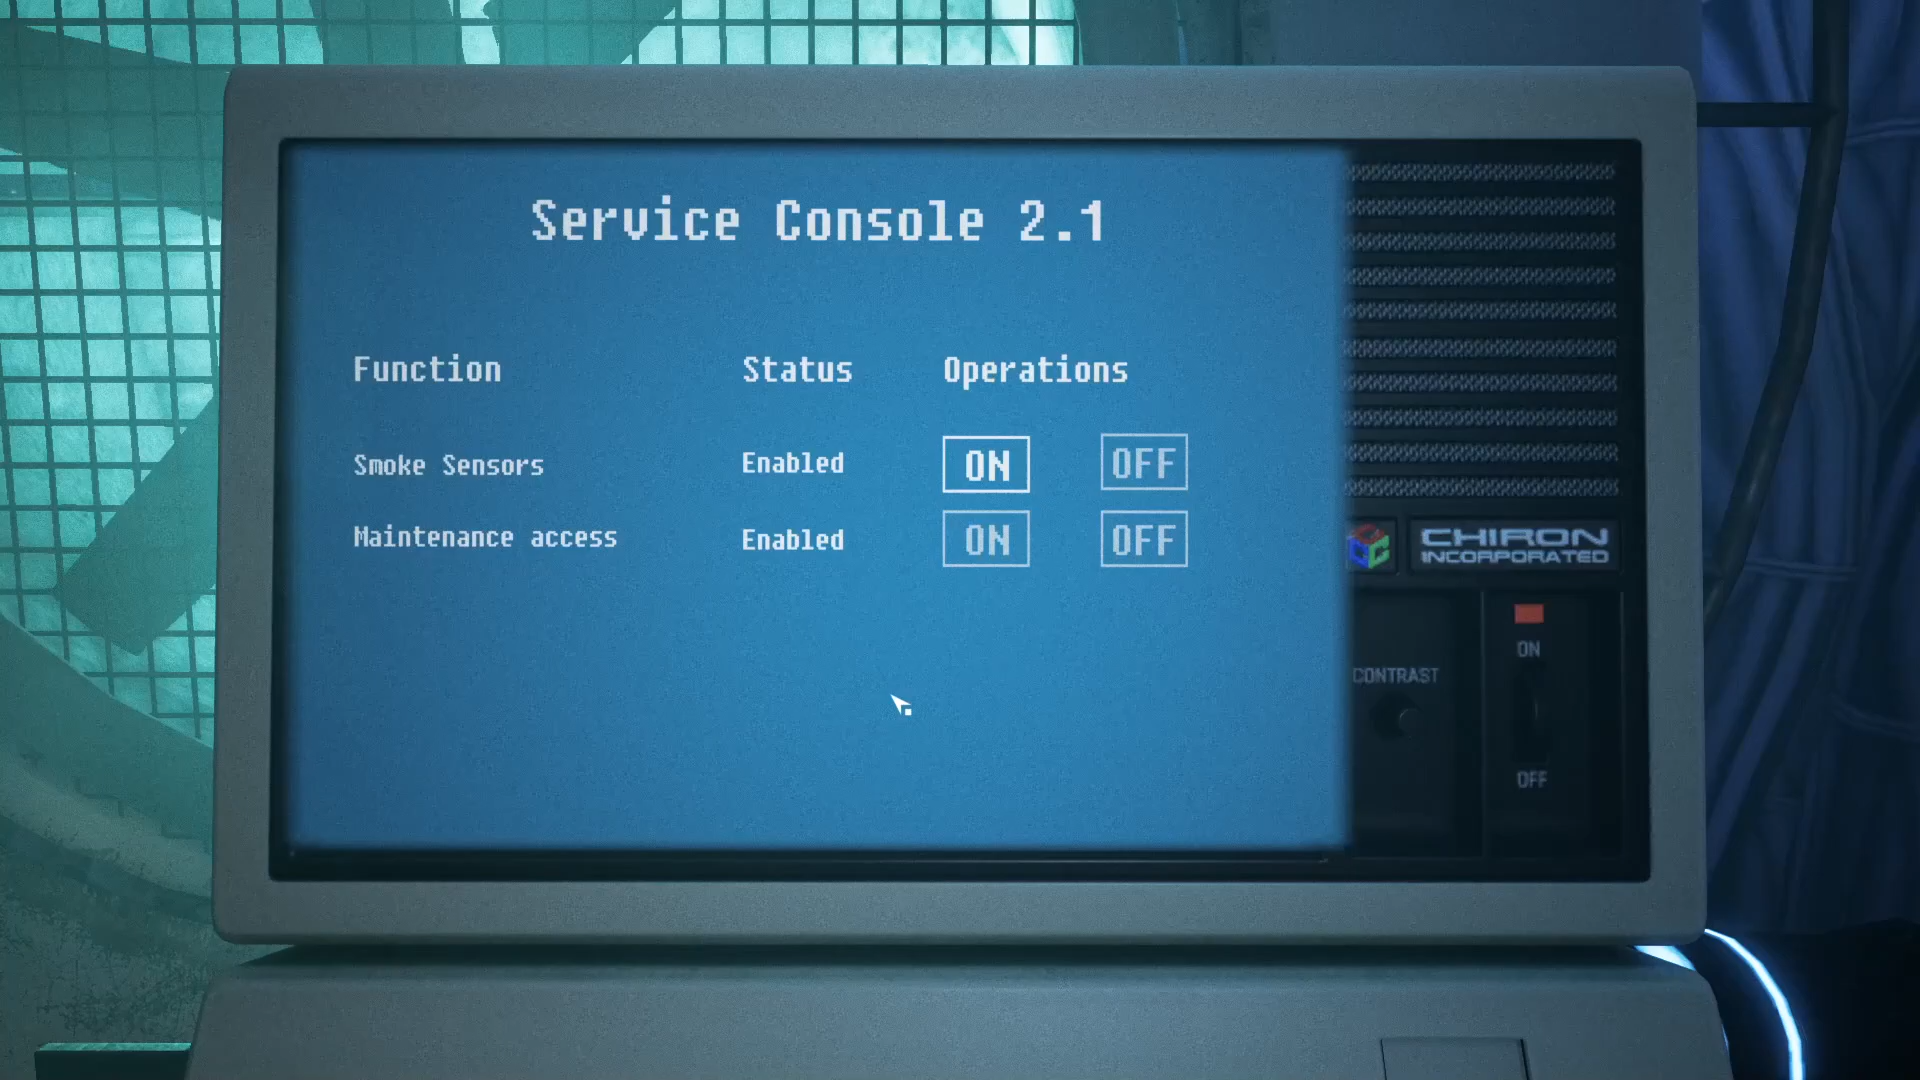 Service Console 2.1
Function Status Operations
Smoke Sensors Enabled ON OFF
Maintenance access Enabled ON OFF
CHIRON
INCORPORATED
ON
CONTRAST
OFF